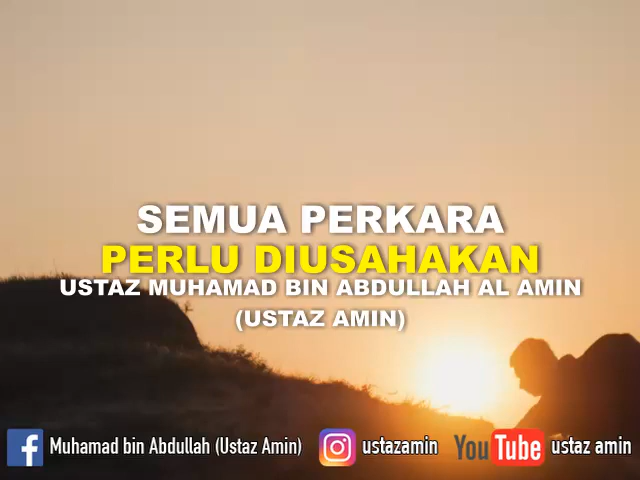 SEMUA PERKARA
PERLU DIUSAHAKAN
USTAZ MUHAMAD BIN ABDULLAH AL AMIN
(USTAZ AMIN)
f Muhamad bin Abdullah (Ustaz Amin) ustazamin YouTube ustaz amin